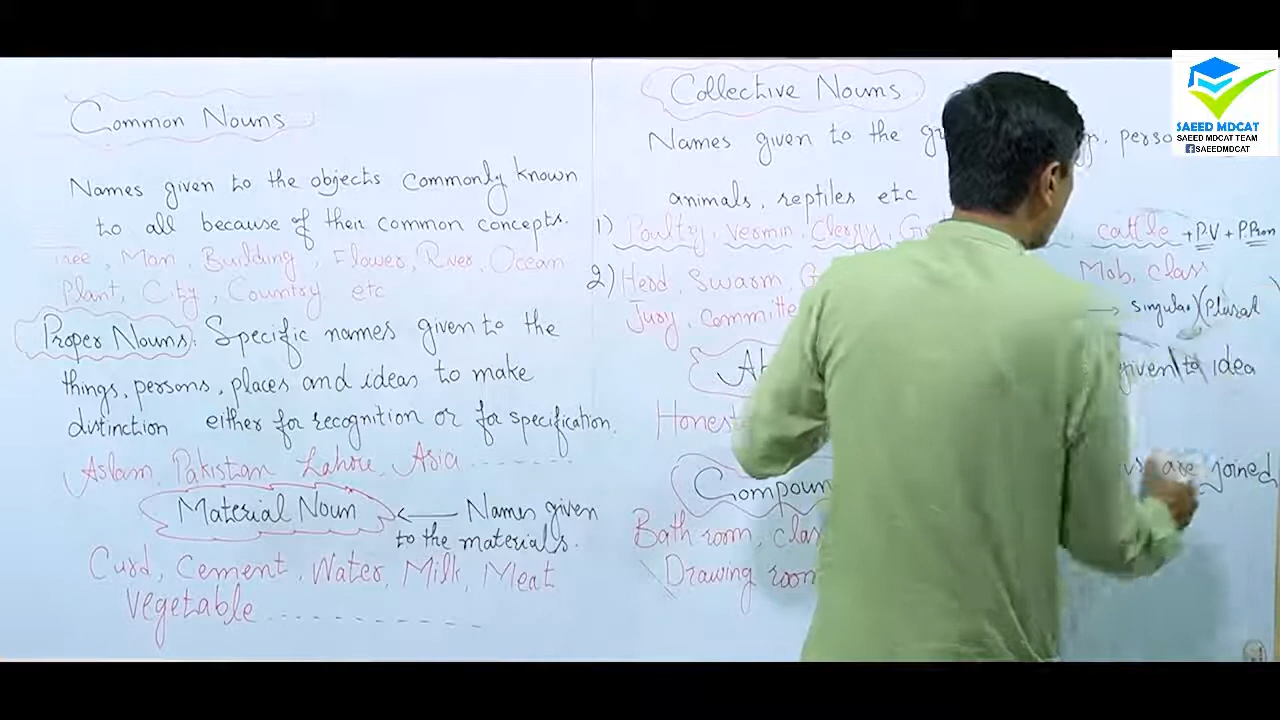 Common Nouns
Names given to the objects commonly known
to all because of their common concepts.
Tree, Man, Building, Flower, River, Ocean
Plant, City, Country etc
Proper Nouns: Specific names given to the
things, persons, places and ideas to make
distinction either for recognition or for specification.
Aslam, Pakistan, Lahore, Asia
Material Noun ← Names given
to the materials.
Curd, Cement, Water, Milk, Meat
Vegetable
Collective Nouns
Names given to the
animals, reptiles etc
1) Poultry, vermin, Clergy, cattle + P.V + P.Pron
2) Herd, Swarm, Mob, class
Jury, committe → singular (Plural)
given to idea
Honest
Compoun are joined
Bath room, clas
Drawing room
SAEED MDCAT
SAEED MDCAT TEAM
SAEEDMDCAT